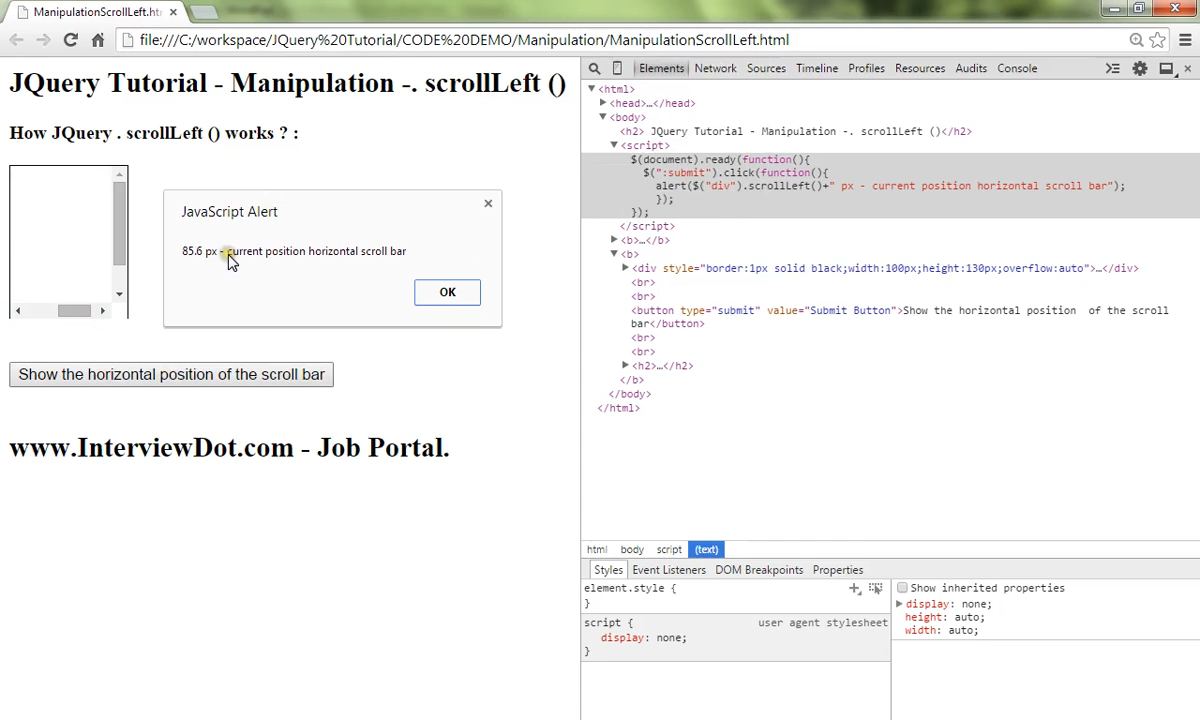 ManipulationScrollLeft.htm
file:///C:/workspace/JQuery%20Tutorial/CODE%20DEMO/Manipulation/ManipulationScrollLeft.html
JQuery Tutorial - Manipulation -. scrollLeft ()
How JQuery . scrollLeft () works ? :
JavaScript Alert
85.6 px - current position horizontal scroll bar
OK
Show the horizontal position of the scroll bar
www.InterviewDot.com - Job Portal.
Elements Network Sources Timeline Profiles Resources Audits Console
<html>
<head>…</head>
<body>
<h2> JQuery Tutorial - Manipulation -. scrollLeft ()</h2>
<script>
$(document).ready(function(){
$(":submit").click(function(){
alert($("div").scrollLeft()+" px - current position horizontal scroll bar");
});
});
</script>
<b>…</b>
<b>
<div style="border:1px solid black;width:100px;height:130px;overflow:auto">…</div>
<br>
<br>
<button type="submit" value="Submit Button">Show the horizontal position  of the scroll
bar</button>
<br>
<br>
<h2>…</h2>
</b>
</body>
</html>
html body script (text)
Styles Event Listeners DOM Breakpoints Properties
element.style {
}
script { user agent stylesheet
display: none;
}
Show inherited properties
display: none;
height: auto;
width: auto;